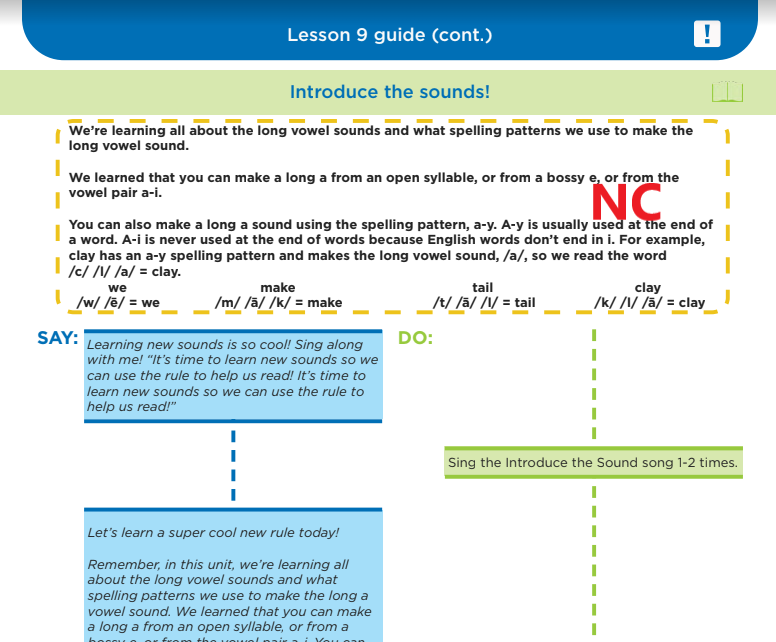 Lesson 9 guide (cont.)
!
Introduce the sounds!
We're learning all about the long vowel sounds and what spelling patterns we use to make the
long vowel sound.
We learned that you can make a long a from an open syllable, or from a bossy e, or from the
vowel pair a-i.
NC
You can also make a long a sound using the spelling pattern, a-y. A-y is usually used at the end of
a word. A-i is never used at the end of words because English words don't end in i. For example,
clay has an a-y spelling pattern and makes the long vowel sound, /a/, so we read the word
/c/ /l/ /a/ = clay.
we make tail clay
/w/ /ē/ = we /m/ /ā/ /k/ = make /t/ /ā/ /l/ = tail /k/ /l/ /ā/ = clay
SAY:
Learning new sounds is so cool! Sing along
with me! “It's time to learn new sounds so we
can use the rule to help us read! It's time to
learn new sounds so we can use the rule to
help us read!”
DO:
Sing the Introduce the Sound song 1-2 times.
Let's learn a super cool new rule today!
Remember, in this unit, we're learning all
about the long vowel sounds and what
spelling patterns we use to make the long a
vowel sound. We learned that you can make
a long a from an open syllable, or from a
bossy e, or from the vowel pair a-i. You can